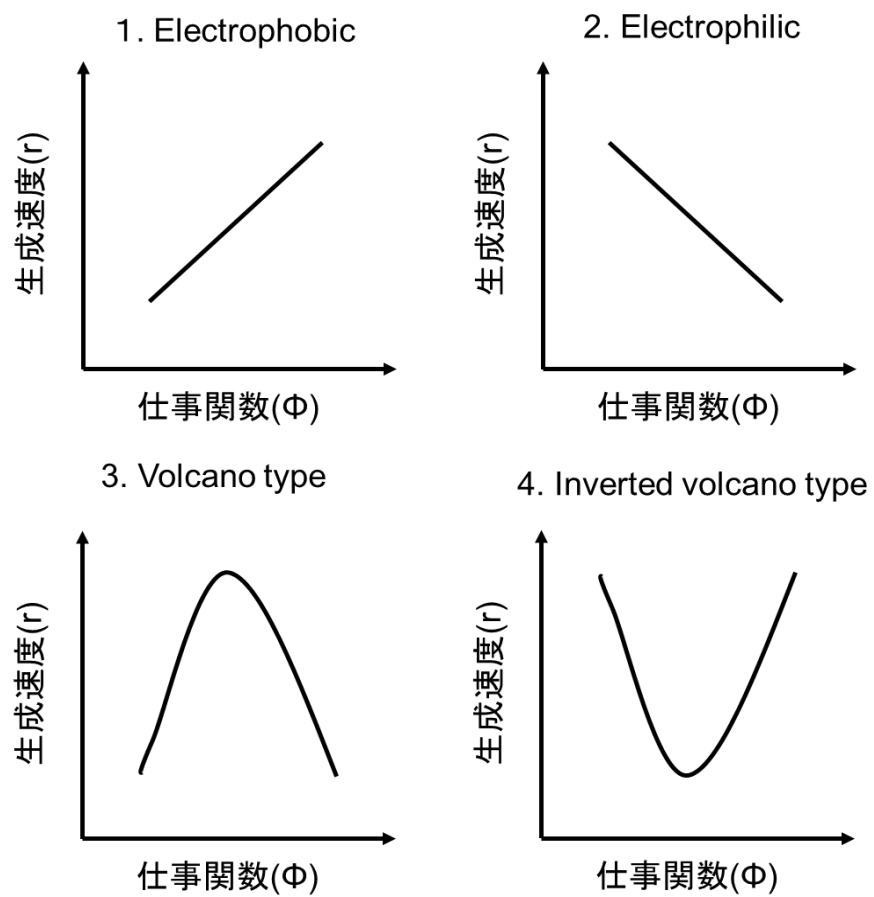 1. Electrophobic
生成速度(r)
仕事関数(Φ)
2. Electrophilic
生成速度(r)
仕事関数(Φ)
3. Volcano type
生成速度(r)
仕事関数(Φ)
4. Inverted volcano type
生成速度(r)
仕事関数(Φ)